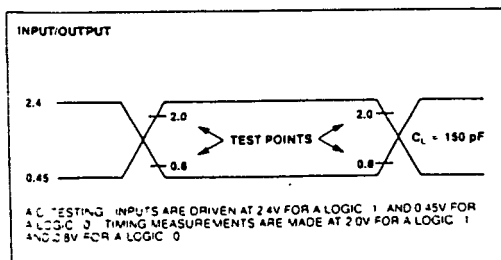 INPUT/OUTPUT
2.4
2.0
2.0
TEST POINTS
C_L = 150 pF
0.8
0.8
0.45
A.C. TESTING: INPUTS ARE DRIVEN AT 2.4V FOR A LOGIC 1 AND 0.45V FOR
A LOGIC 0. TIMING MEASUREMENTS ARE MADE AT 2.0V FOR A LOGIC 1
AND 0.8V FOR A LOGIC 0